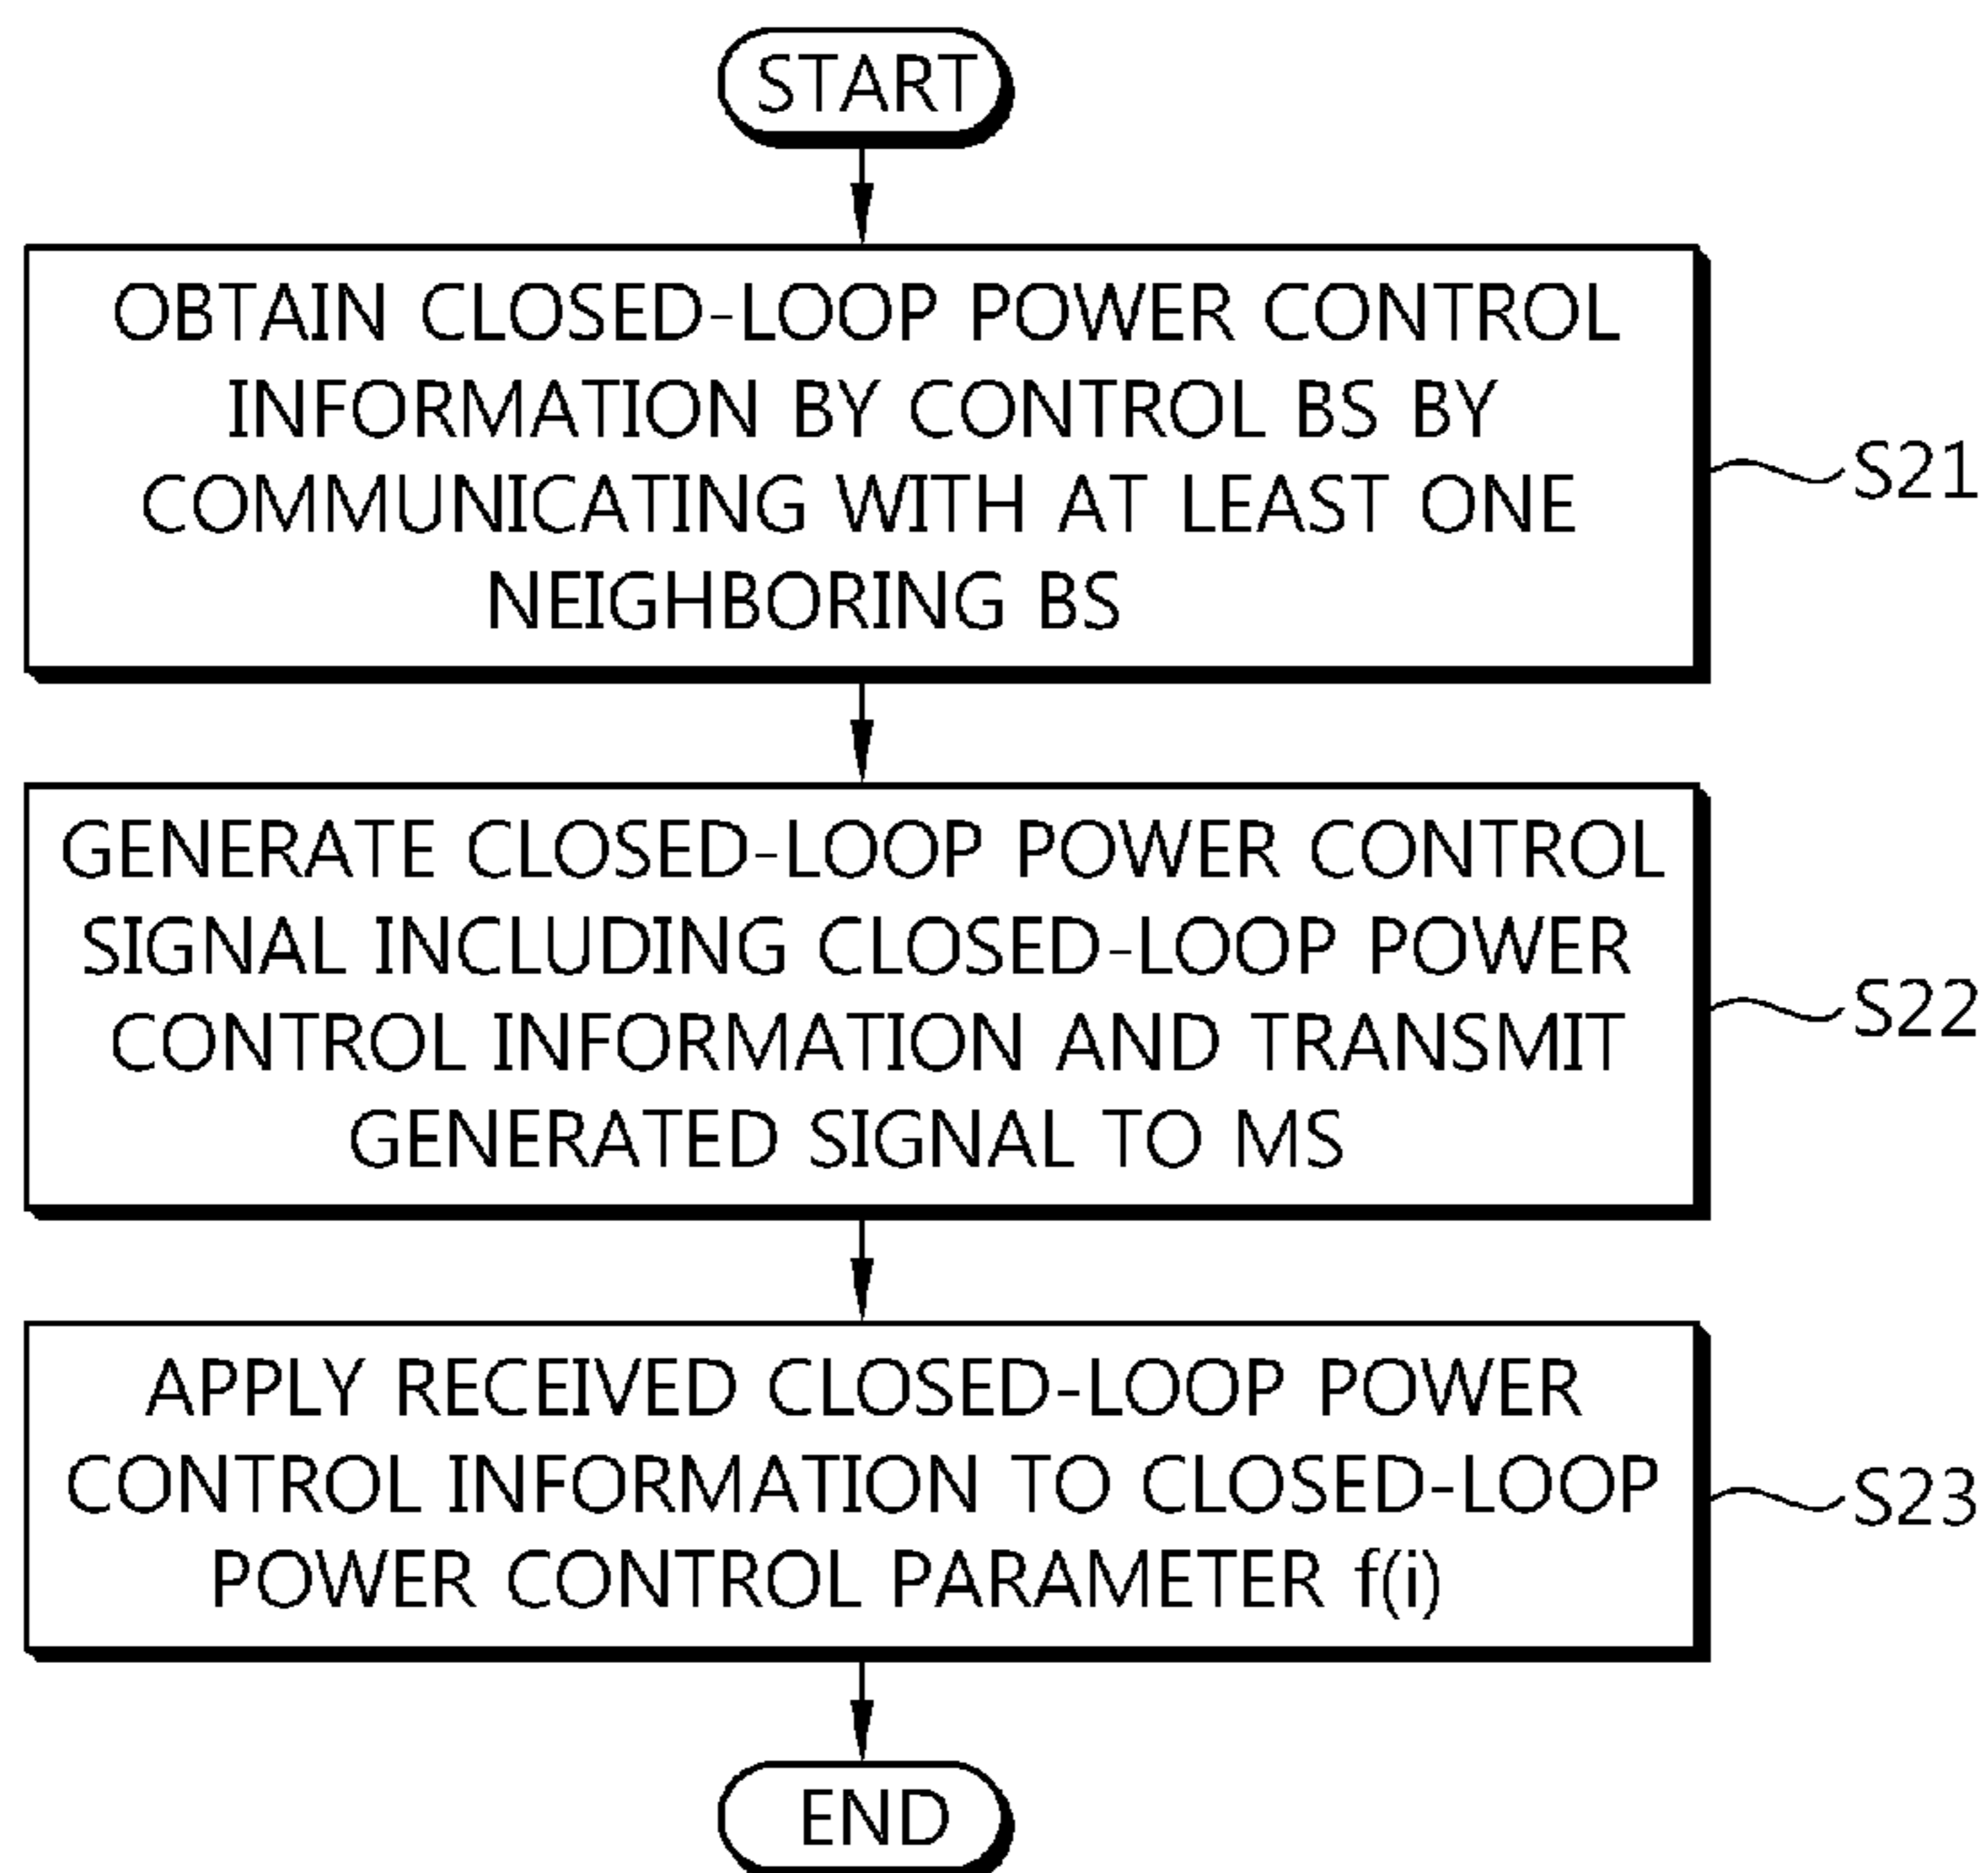 START
OBTAIN CLOSED-LOOP POWER CONTROL
INFORMATION BY CONTROL BS BY
COMMUNICATING WITH AT LEAST ONE
NEIGHBORING BS
S21
GENERATE CLOSED-LOOP POWER CONTROL
SIGNAL INCLUDING CLOSED-LOOP POWER
CONTROL INFORMATION AND TRANSMIT
GENERATED SIGNAL TO MS
S22
APPLY RECEIVED CLOSED-LOOP POWER
CONTROL INFORMATION TO CLOSED-LOOP
POWER CONTROL PARAMETER f(i)
S23
END